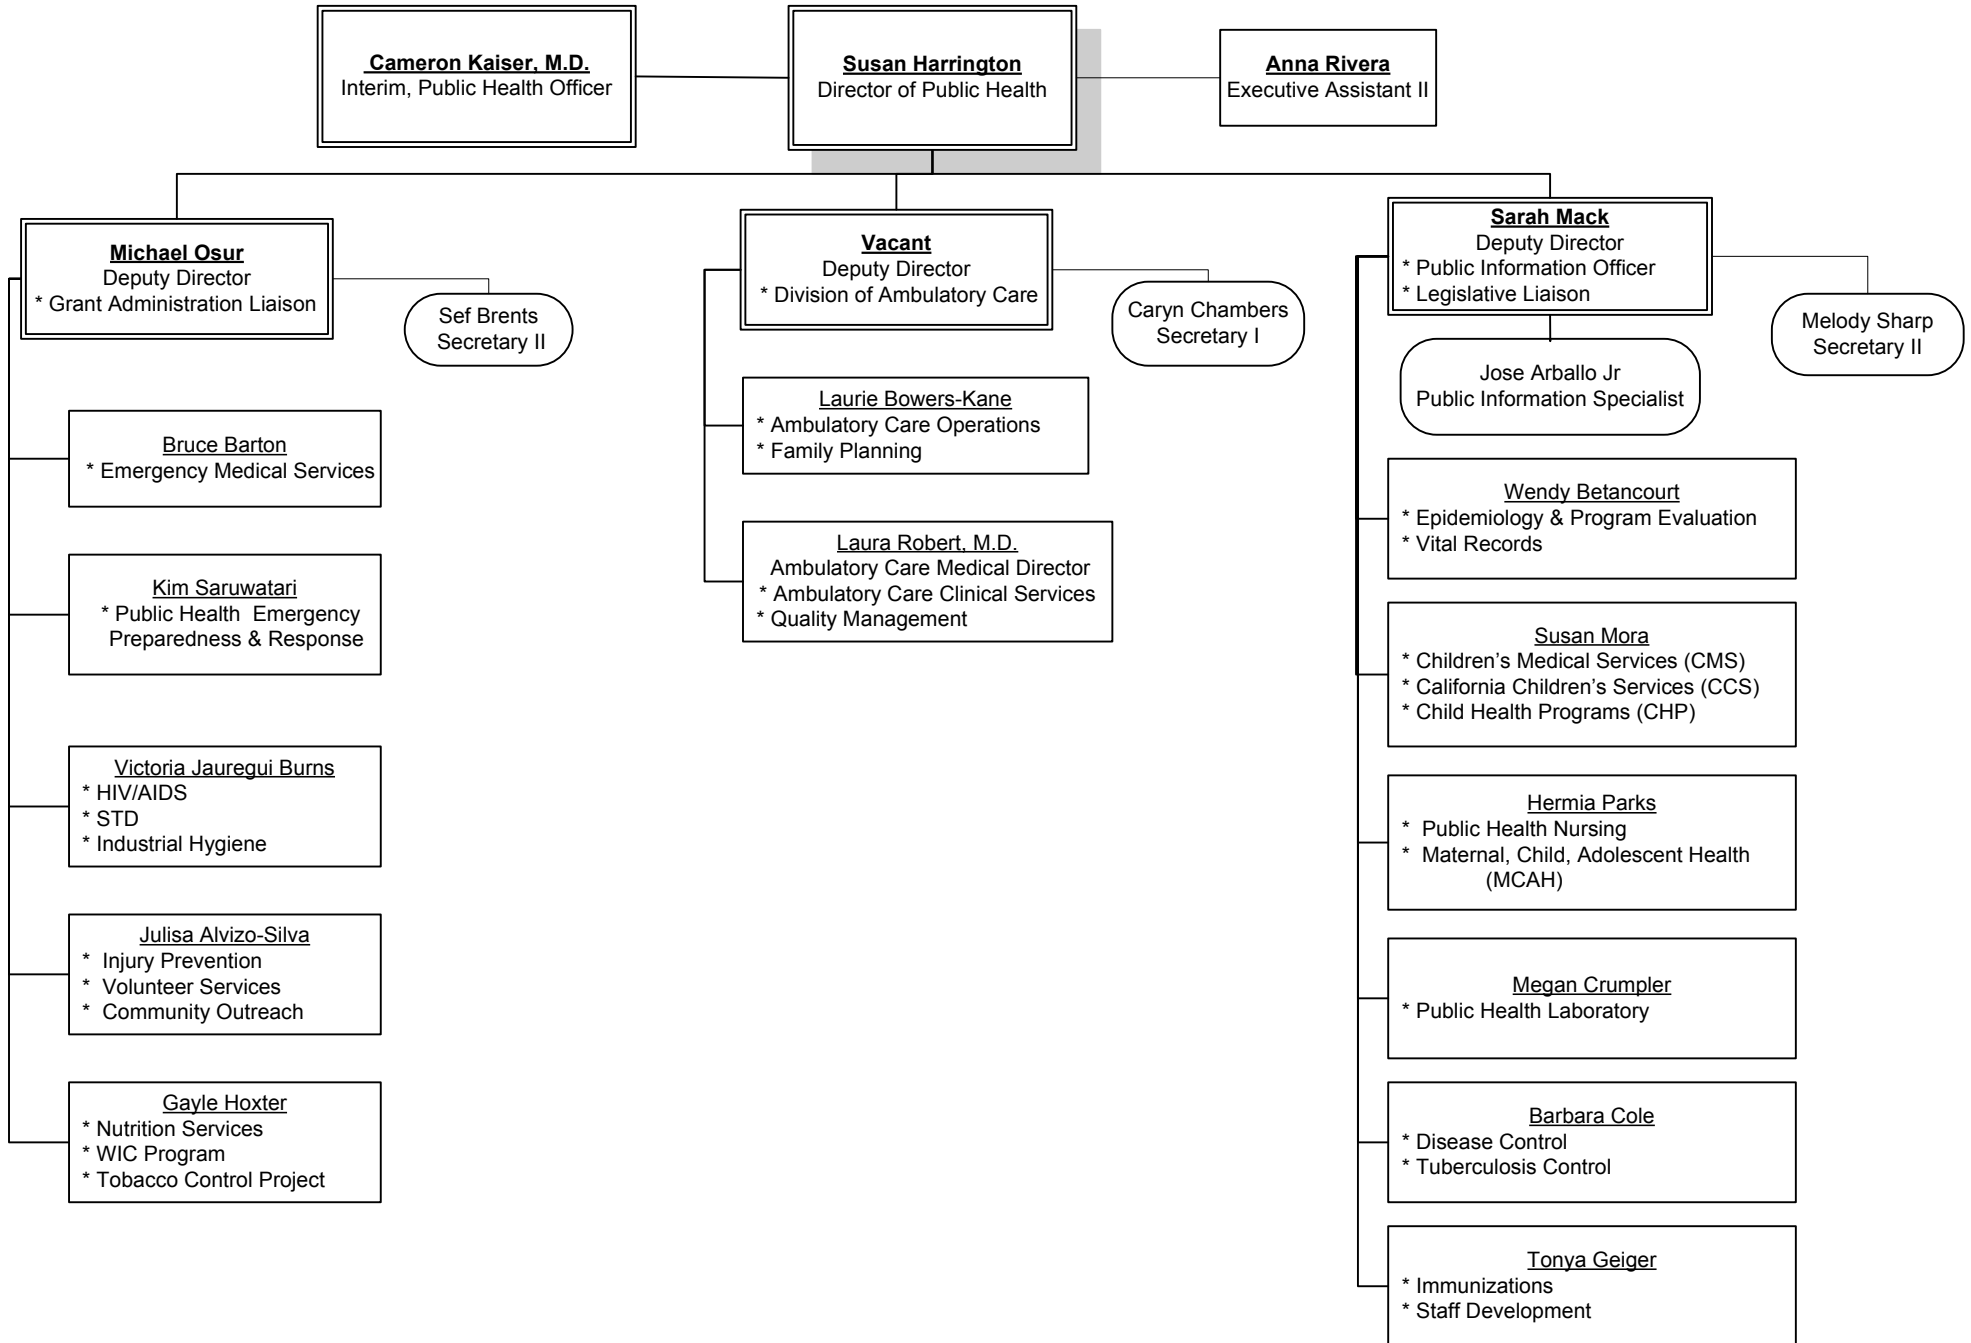 Cameron Kaiser, M.D.
Interim, Public Health Officer
Susan Harrington
Director of Public Health
Anna Rivera
Executive Assistant II
Michael Osur
Deputy Director
* Grant Administration Liaison
Sef Brents
Secretary II
Bruce Barton
* Emergency Medical Services
Kim Saruwatari
* Public Health Emergency
Preparedness & Response
Victoria Jauregui Burns
* HIV/AIDS
* STD
* Industrial Hygiene
Julisa Alvizo-Silva
* Injury Prevention
* Volunteer Services
* Community Outreach
Gayle Hoxter
* Nutrition Services
* WIC Program
* Tobacco Control Project
Vacant
Deputy Director
* Division of Ambulatory Care
Caryn Chambers
Secretary I
Laurie Bowers-Kane
* Ambulatory Care Operations
* Family Planning
Laura Robert, M.D.
Ambulatory Care Medical Director
* Ambulatory Care Clinical Services
* Quality Management
Sarah Mack
Deputy Director
* Public Information Officer
* Legislative Liaison
Melody Sharp
Secretary II
Jose Arballo Jr
Public Information Specialist
Wendy Betancourt
* Epidemiology & Program Evaluation
* Vital Records
Susan Mora
* Children's Medical Services (CMS)
* California Children's Services (CCS)
* Child Health Programs (CHP)
Hermia Parks
* Public Health Nursing
* Maternal, Child, Adolescent Health
(MCAH)
Megan Crumpler
* Public Health Laboratory
Barbara Cole
* Disease Control
* Tuberculosis Control
Tonya Geiger
* Immunizations
* Staff Development